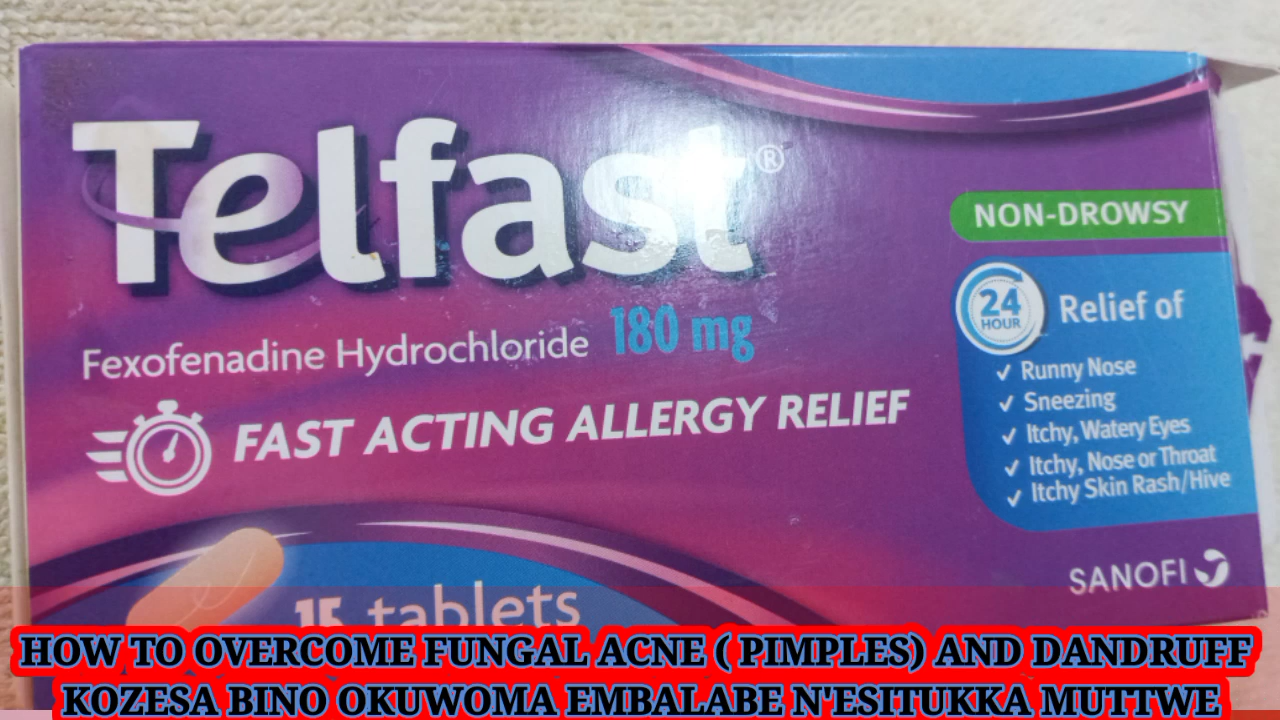 Telfast®
Fexofenadine Hydrochloride 180 mg
FAST ACTING ALLERGY RELIEF
NON-DROWSY
24 HOUR
Relief of
✓ Runny Nose
✓ Sneezing
✓ Itchy, Watery Eyes
✓ Itchy, Nose or Throat
✓ Itchy Skin Rash/Hive
SANOFI
15 tablets
HOW TO OVERCOME FUNGAL ACNE ( PIMPLES) AND DANDRUFF
KOZESA BINO OKUWOMA EMBALABE N'ESITUKKA MUTTWE